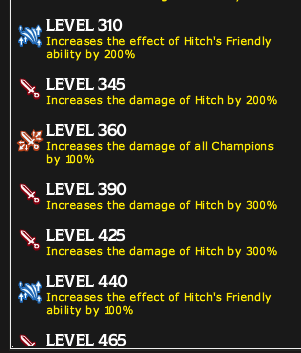 LEVEL 310
Increases the effect of Hitch's Friendly
ability by 200%
LEVEL 345
Increases the damage of Hitch by 200%
LEVEL 360
Increases the damage of all Champions
by 100%
LEVEL 390
Increases the damage of Hitch by 300%
LEVEL 425
Increases the damage of Hitch by 300%
LEVEL 440
Increases the effect of Hitch's Friendly
ability by 100%
LEVEL 465